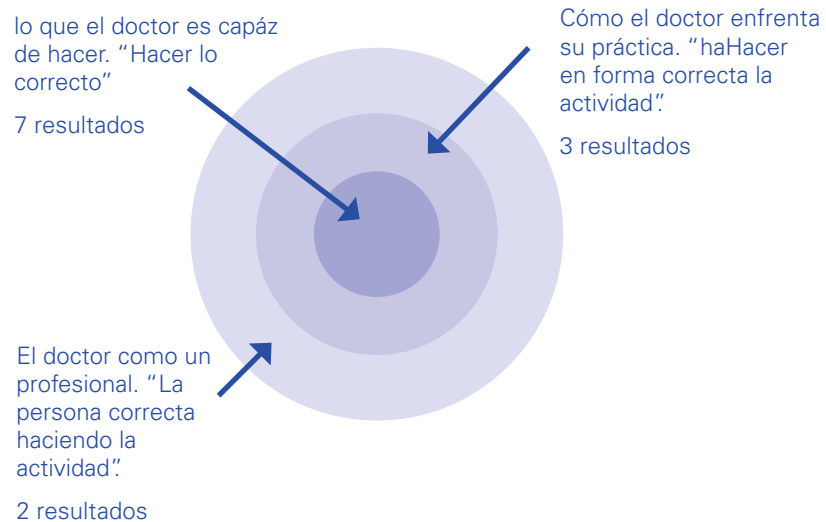 lo que el doctor es capáz
de hacer. “Hacer lo
correcto”
7 resultados
Cómo el doctor enfrenta
su práctica. “haHacer
en forma correcta la
actividad”.
3 resultados
El doctor como un
profesional. “La
persona correcta
haciendo la
actividad”.
2 resultados